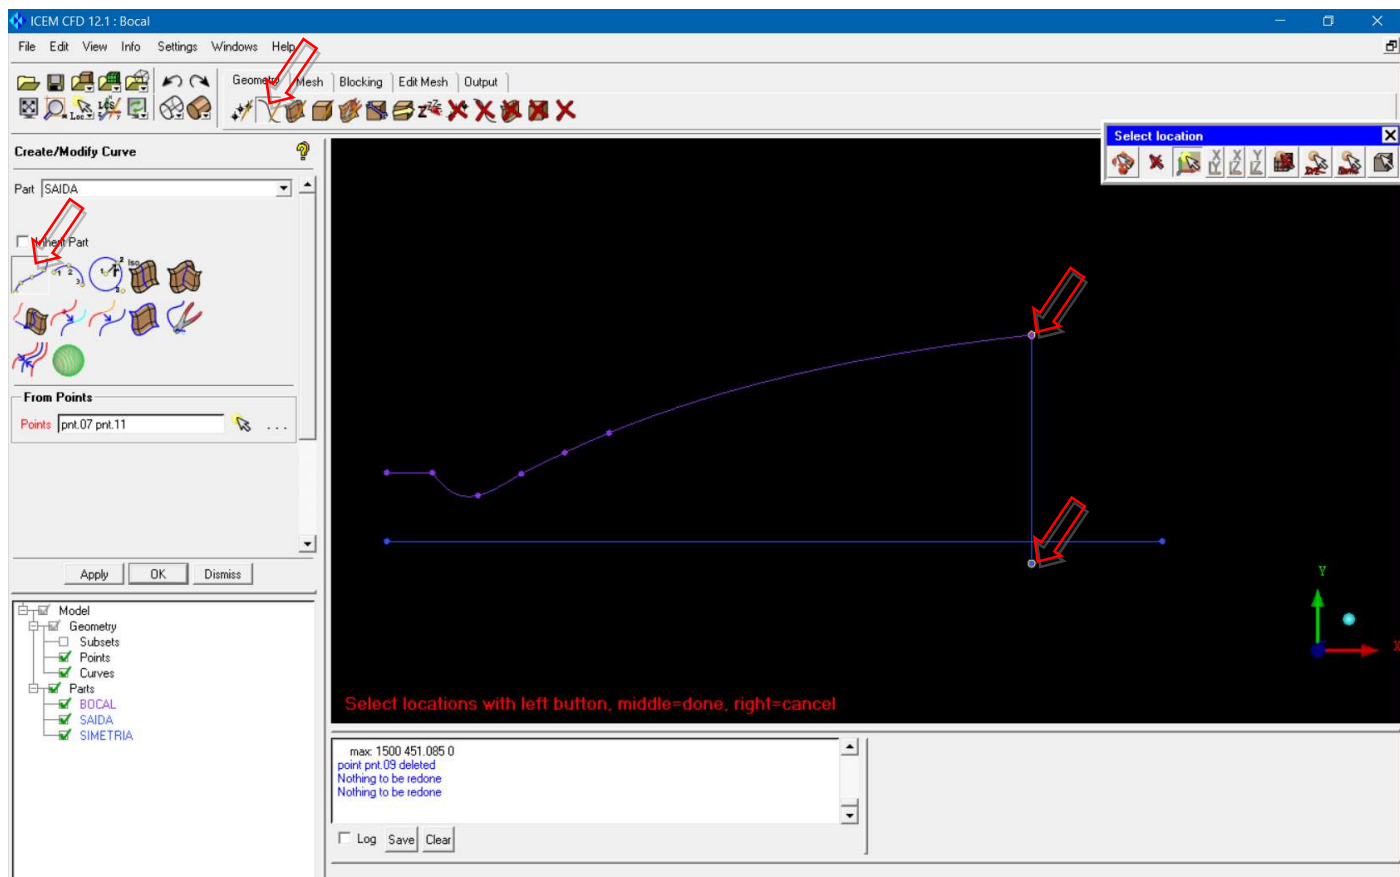 ICEM CFD 12.1 : Bocal
File Edit View Info Settings Windows Help
Geometry Mesh Blocking Edit Mesh Output
Select location
Create/Modify Curve
Part SAIDA
Inherit Part
From Points
Points pnt.07 pnt.11 ...
Apply OK Dismiss
Model
Geometry
Subsets
Points
Curves
Parts
BOCAL
SAIDA
SIMETRIA
Y
X
Select locations with left button, middle=done, right=cancel
max: 1500 451.085 0
point pnt.09 deleted
Nothing to be redone
Nothing to be redone
Log Save Clear